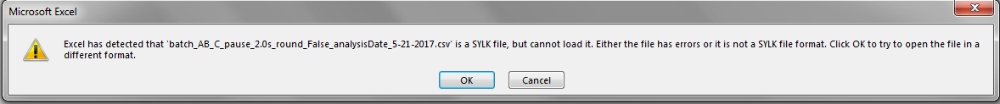 Microsoft Excel
Excel has detected that 'batch_AB_C_pause_2.0s_round_False_analysisDate_5-21-2017.csv' is a SYLK file, but cannot load it. Either the file has errors or it is not a SYLK file format. Click OK to try to open the file in a
different format.
OK
Cancel